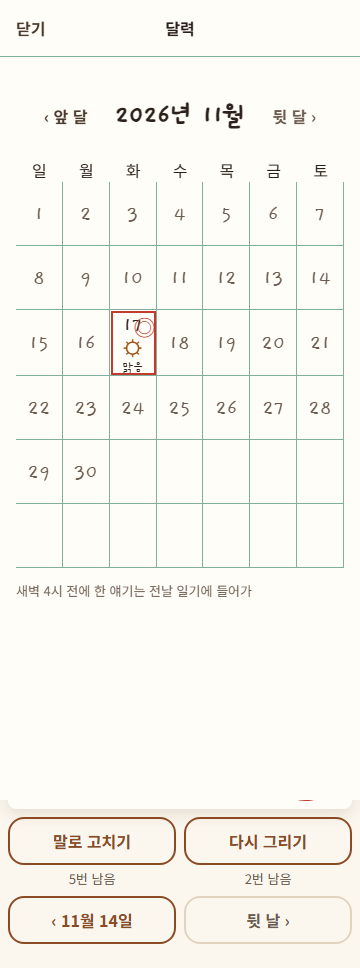 닫기 달력
‹ 앞 달 2026년 11월 뒷 달 ›
일 월 화 수 목 금 토
1 2 3 4 5 6 7
8 9 10 11 12 13 14
15 16 17 18 19 20 21
맑음
22 23 24 25 26 27 28
29 30
새벽 4시 전에 한 얘기는 전날 일기에 들어가
말로 고치기 다시 그리기
5번 남음 2번 남음
‹ 11월 14일 뒷 날 ›